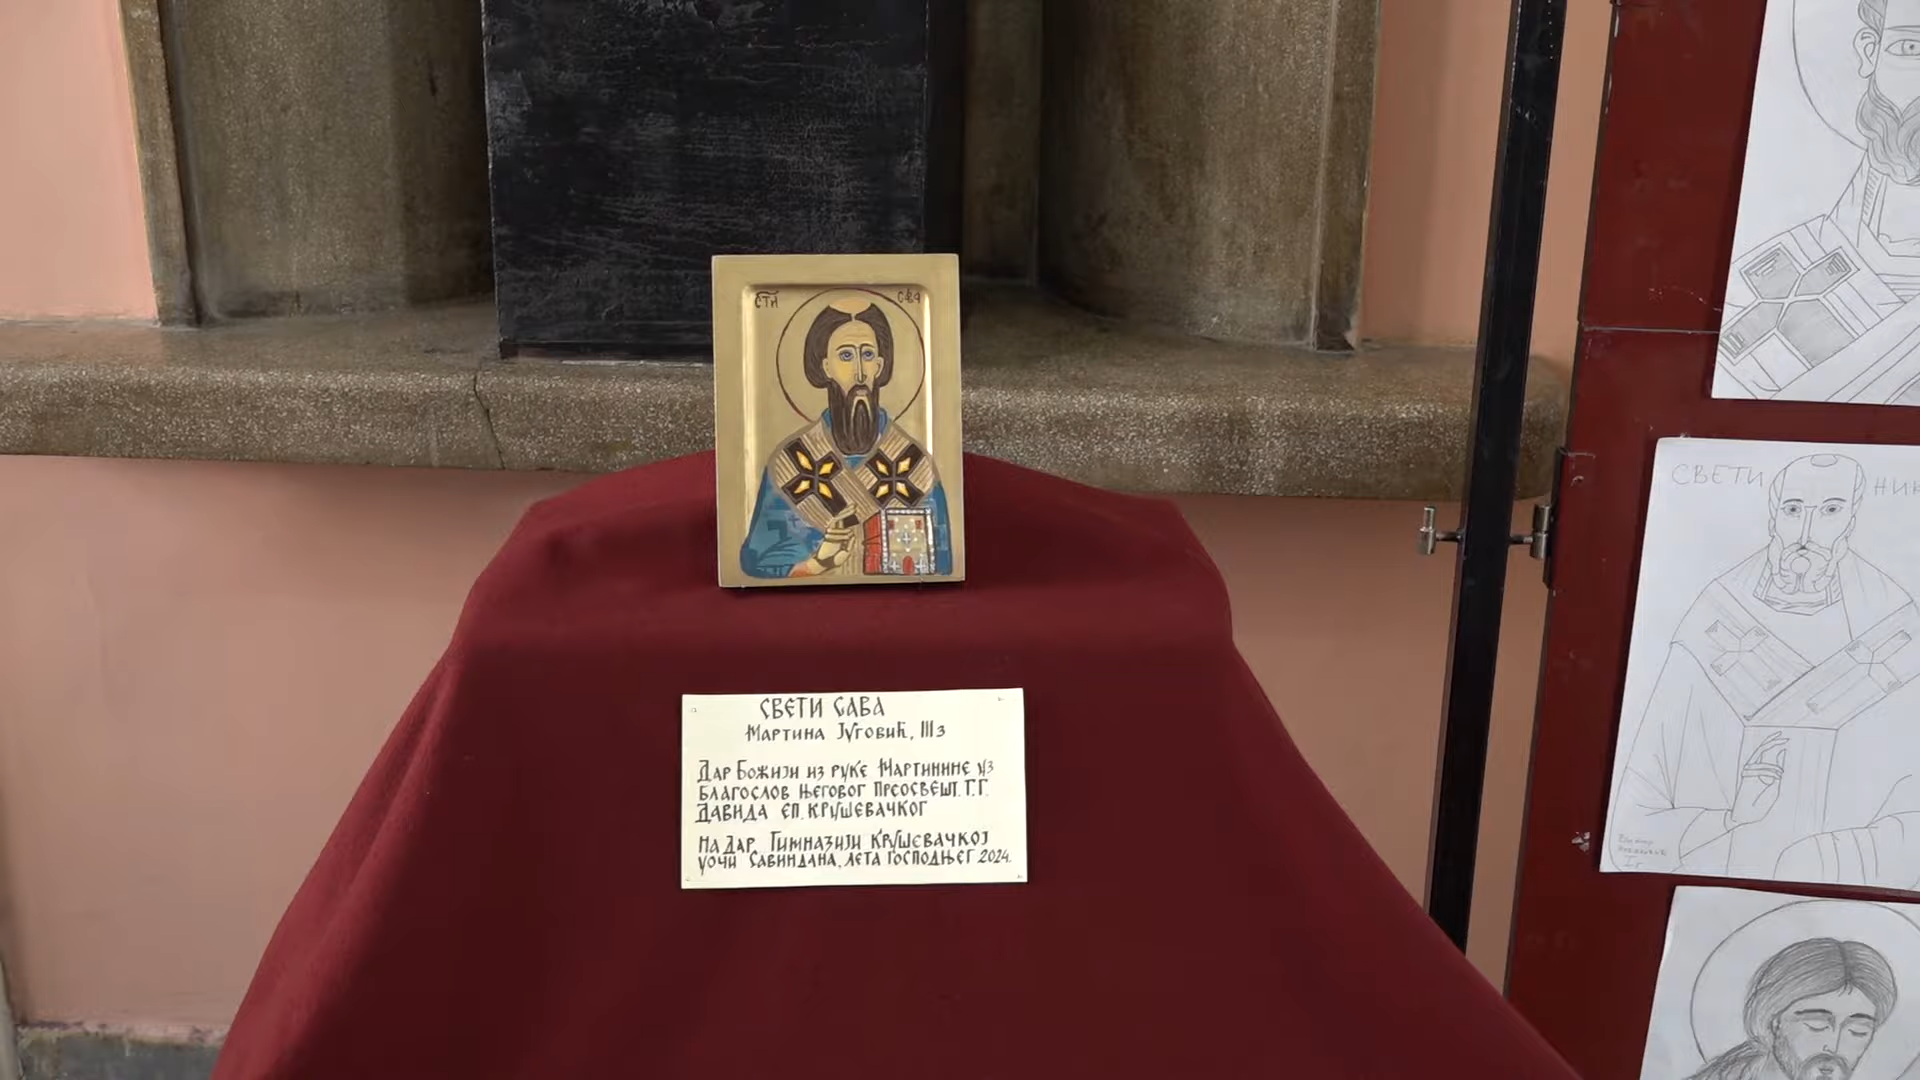 СТИ САВА
СВЕТИ САВА
Мартина Југовић, III3
Дар Божији из руке Мартинине уз
благослов његовог преосвешт. Г.Г.
Давида еп. крушевачког
на дар Гимназији Крушевачкој
уочи Савиндана, лета господњег 2024.
СВЕТИ НИК